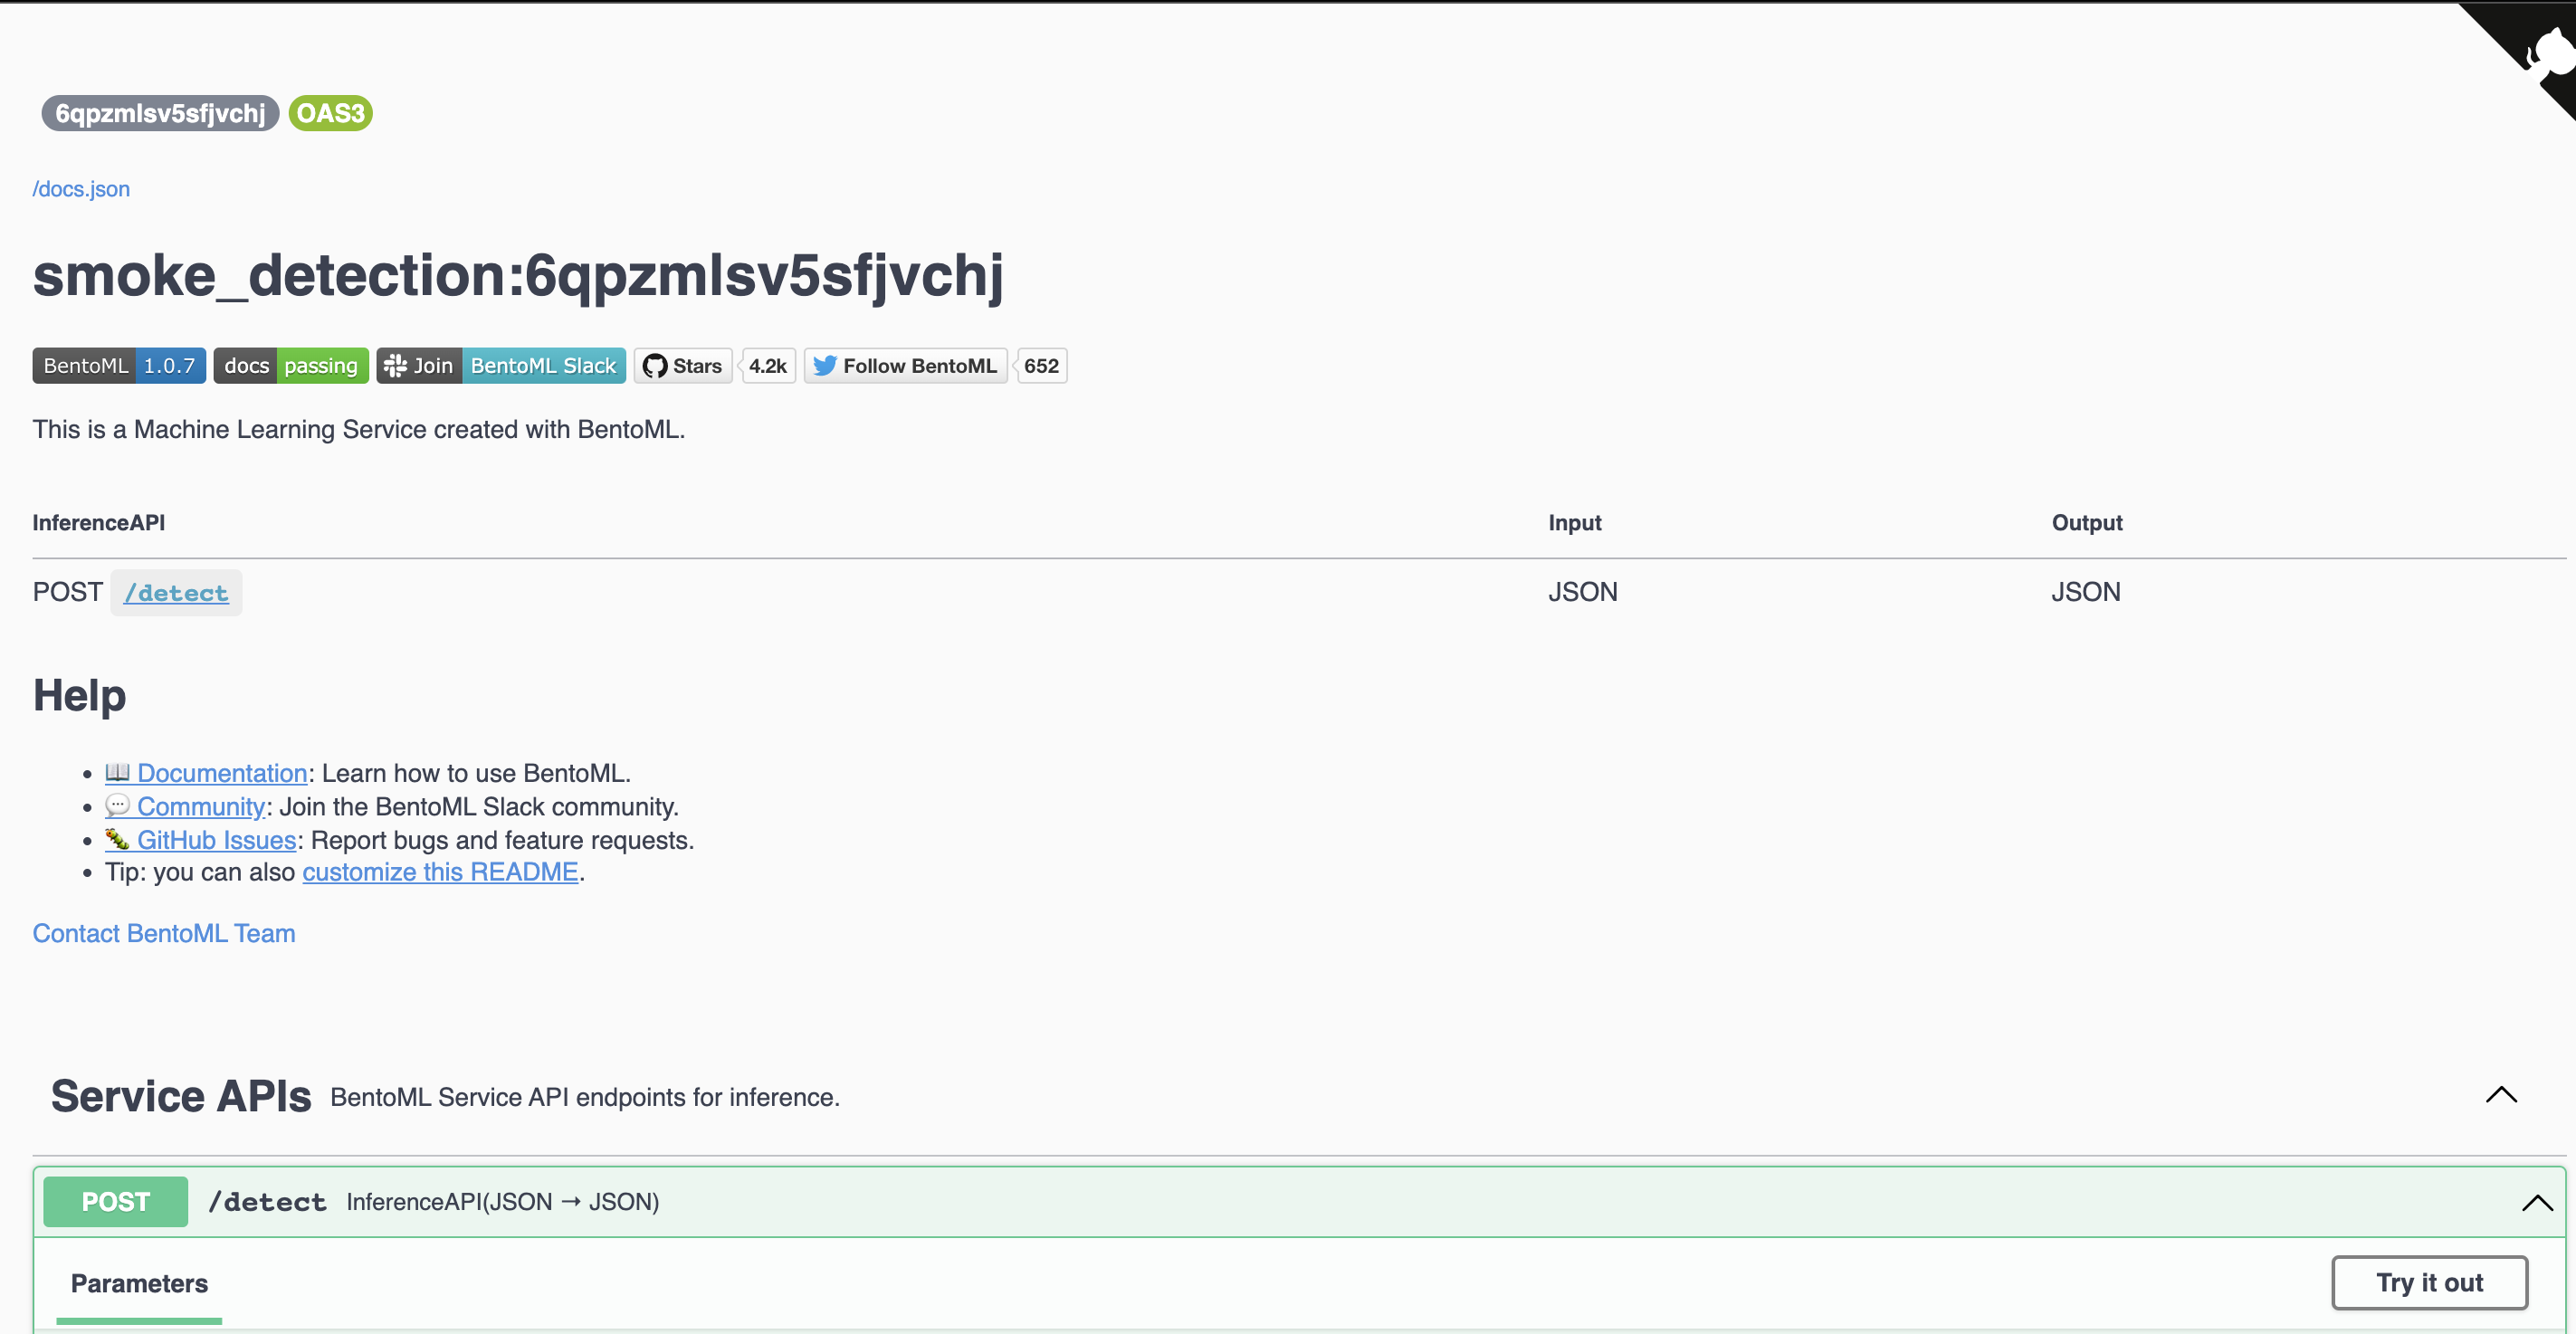 6qpzmlsv5sfjvchj OAS3
/docs.json
smoke_detection:6qpzmlsv5sfjvchj
BentoML 1.0.7 docs passing Join BentoML Slack Stars 4.2k Follow BentoML 652
This is a Machine Learning Service created with BentoML.
InferenceAPI Input Output
POST /detect JSON JSON
Help
📖 Documentation: Learn how to use BentoML.
💬 Community: Join the BentoML Slack community.
🐛 GitHub Issues: Report bugs and feature requests.
Tip: you can also customize this README.
Contact BentoML Team
Service APIs BentoML Service API endpoints for inference.
POST /detect InferenceAPI(JSON → JSON)
Parameters Try it out